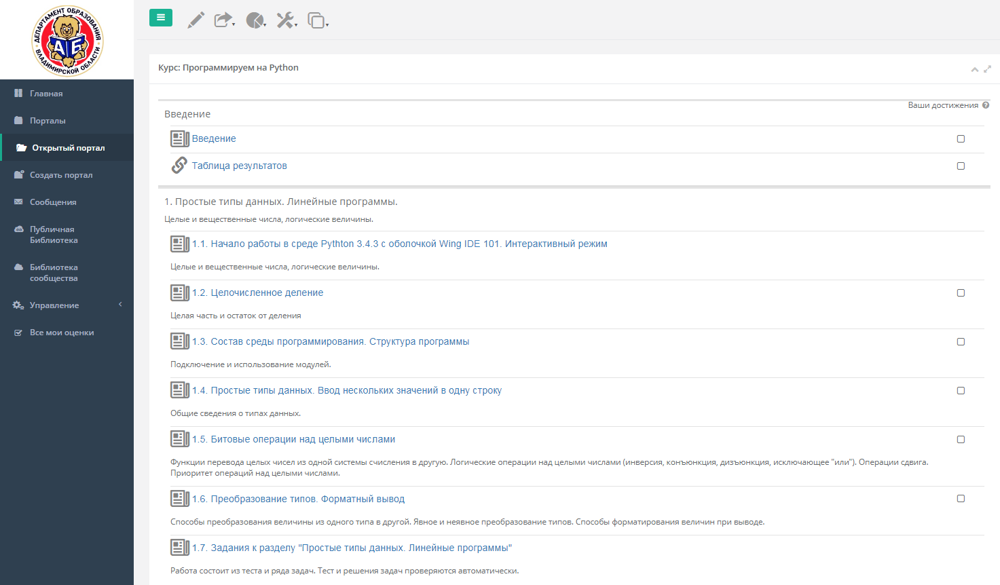 ДЕПАРТАМЕНТ ОБРАЗОВАНИЯ
АБ
ВЛАДИМИРСКОЙ ОБЛАСТИ
Главная
Порталы
Открытый портал
Создать портал
Сообщения
Публичная
Библиотека
Библиотека
сообщества
Управление
Все мои оценки
Курс: Программируем на Python
Ваши достижения
Введение
Введение
Таблица результатов
1. Простые типы данных. Линейные программы.
Целые и вещественные числа, логические величины.
1.1. Начало работы в среде Pythton 3.4.3 с оболочкой Wing IDE 101. Интерактивный режим
Целые и вещественные числа, логические величины.
1.2. Целочисленное деление
Целая часть и остаток от деления
1.3. Состав среды программирования. Структура программы
Подключение и использование модулей.
1.4. Простые типы данных. Ввод нескольких значений в одну строку
Общие сведения о типах данных.
1.5. Битовые операции над целыми числами
Функции перевода целых чисел из одной системы счисления в другую. Логические операции над целыми числами (инверсия, конъюнкция, дизъюнкция, исключающее "или"). Операции сдвига.
Приоритет операций над целыми числами.
1.6. Преобразование типов. Форматный вывод
Способы преобразования величины из одного типа в другой. Явное и неявное преобразование типов. Способы форматирования величин при выводе.
1.7. Задания к разделу "Простые типы данных. Линейные программы"
Работа состоит из теста и ряда задач. Тест и решения задач проверяются автоматически.